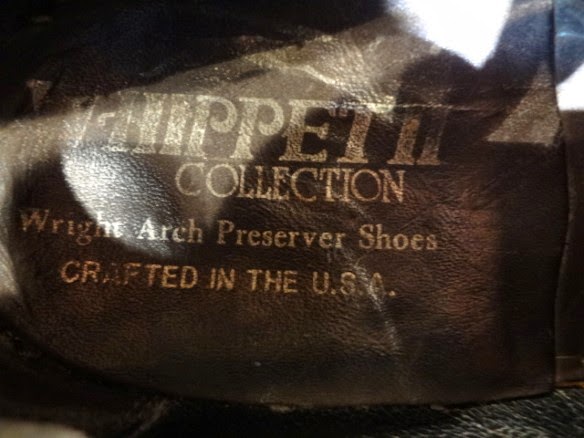 WHIPPET II
COLLECTION
Wright Arch Preserver Shoes
CRAFTED IN THE U.S.A.